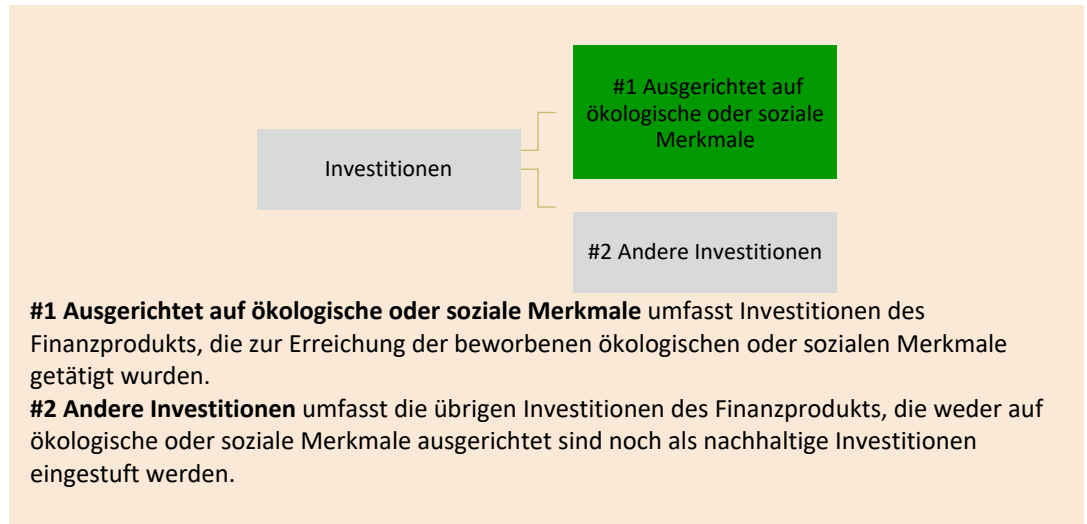 #1 Ausgerichtet auf
ökologische oder soziale
Merkmale
Investitionen
#2 Andere Investitionen
#1 Ausgerichtet auf ökologische oder soziale Merkmale umfasst Investitionen des
Finanzprodukts, die zur Erreichung der beworbenen ökologischen oder sozialen Merkmale
getätigt wurden.
#2 Andere Investitionen umfasst die übrigen Investitionen des Finanzprodukts, die weder auf
ökologische oder soziale Merkmale ausgerichtet sind noch als nachhaltige Investitionen
eingestuft werden.